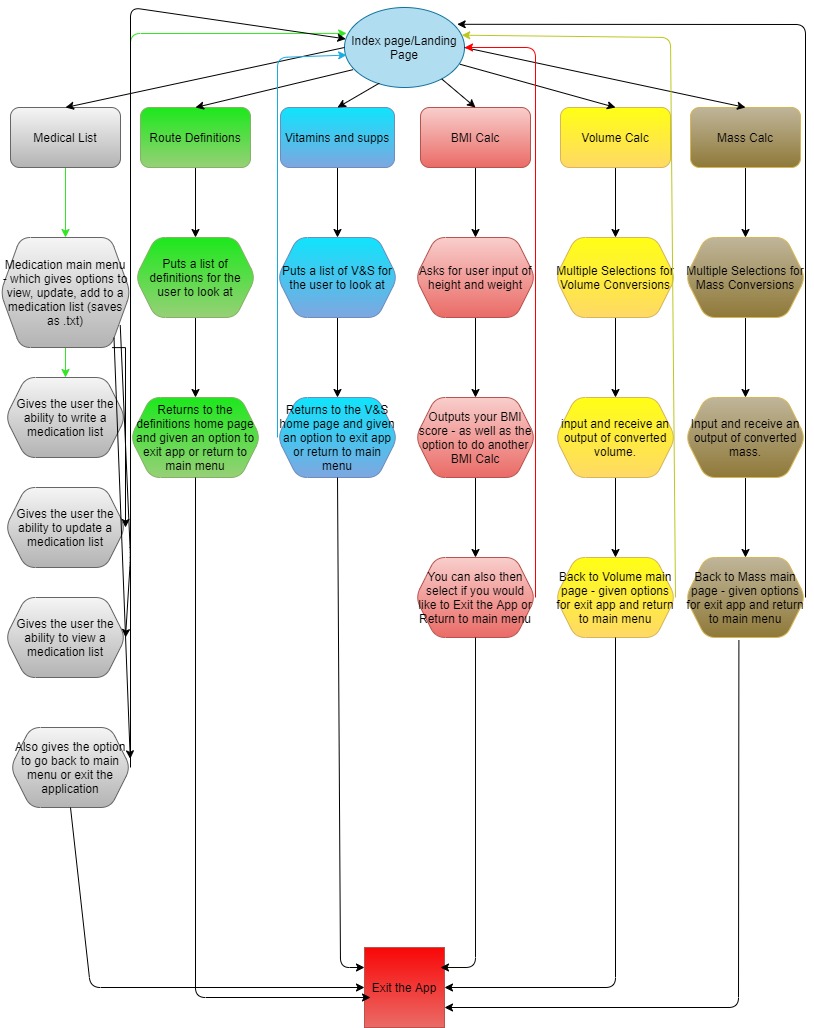 Index page/Landing
Page
Medical List
Route Definitions
Vitamins and supps
BMI Calc
Volume Calc
Mass Calc
Medication main menu
- which gives options to
view, update, add to a
medication list (saves
as .txt)
Puts a list of
definitions for the
user to look at
Puts a list of V&S for
the user to look at
Asks for user input of
height and weight
Multiple Selections for
Volume Conversions
Multiple Selections for
Mass Conversions
Gives the user the
ability to write a
medication list
Returns to the
definitions home page
and given an option to
exit app or return to
main menu
Returns to the V&S
home page and given
an option to exit app
or return to main
menu
Outputs your BMI
score - as well as the
option to do another
BMI Calc
input and receive an
output of converted
volume.
Input and receive an
output of converted
mass.
Gives the user the
ability to update a
medication list
You can also then
select if you would
like to Exit the App or
Return to main menu
Back to Volume main
page - given options
for exit app and return
to main menu
Back to Mass main
page - given options
for exit app and return
to main menu
Gives the user the
ability to view a
medication list
Also gives the option
to go back to main
menu or exit the
application
Exit the App